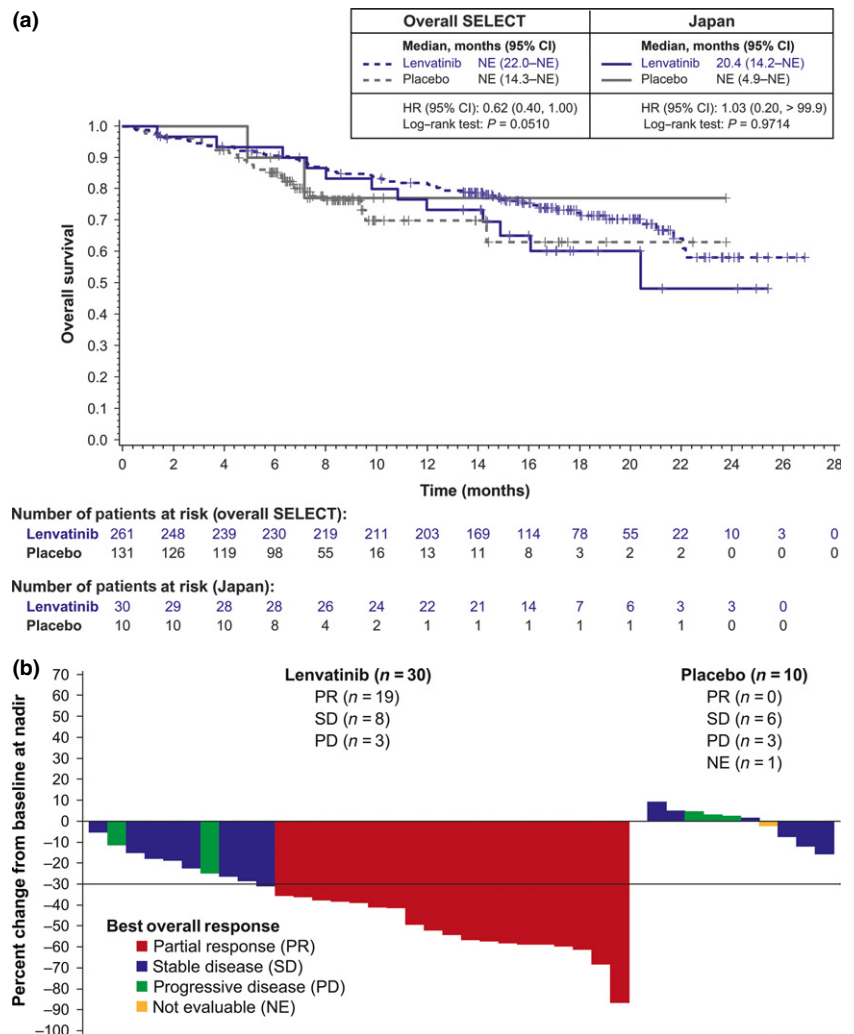 (a)
Overall SELECT Japan
Median, months (95% CI) Median, months (95% CI)
Lenvatinib NE (22.0–NE) Lenvatinib 20.4 (14.2–NE)
Placebo NE (14.3–NE) Placebo NE (4.9–NE)
HR (95% CI): 0.62 (0.40, 1.00) HR (95% CI): 1.03 (0.20, > 99.9)
Log–rank test: P = 0.0510 Log–rank test: P = 0.9714
Overall survival
1.0
0.9
0.8
0.7
0.6
0.5
0.4
0.3
0.2
0.1
0.0
0 2 4 6 8 10 12 14 16 18 20 22 24 26 28
Time (months)
Number of patients at risk (overall SELECT):
Lenvatinib 261 248 239 230 219 211 203 169 114 78 55 22 10 3 0
Placebo 131 126 119 98 55 16 13 11 8 3 2 2 0 0 0
Number of patients at risk (Japan):
Lenvatinib 30 29 28 28 26 24 22 21 14 7 6 3 3 0
Placebo 10 10 10 8 4 2 1 1 1 1 1 1 0 0
(b)
Percent change from baseline at nadir
70
60
50
40
30
20
10
0
–10
–20
–30
–40
–50
–60
–70
–80
–90
–100
Lenvatinib (n = 30) Placebo (n = 10)
PR (n = 19) PR (n = 0)
SD (n = 8) SD (n = 6)
PD (n = 3) PD (n = 3)
NE (n = 1)
Best overall response
Partial response (PR)
Stable disease (SD)
Progressive disease (PD)
Not evaluable (NE)